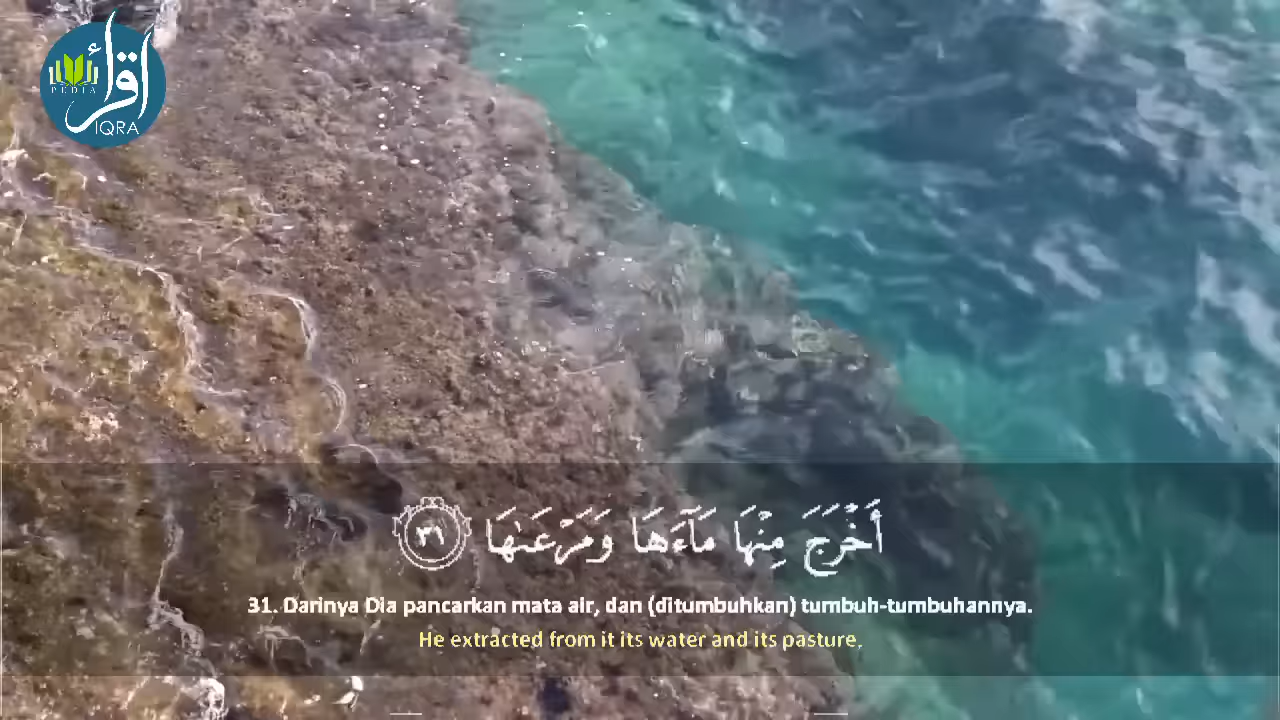 اقرأ
PEDIA
IQRA
أَخْرَجَ مِنْهَا مَآءَهَا وَمَرْعَىٰهَا ٣١
31. Darinya Dia pancarkan mata air, dan (ditumbuhkan) tumbuh-tumbuhannya.
He extracted from it its water and its pasture,